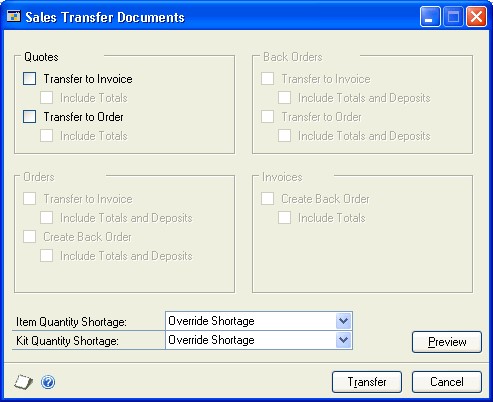 Sales Transfer Documents
Quotes
Transfer to Invoice
Include Totals
Transfer to Order
Include Totals
Back Orders
Transfer to Invoice
Include Totals and Deposits
Transfer to Order
Include Totals and Deposits
Orders
Transfer to Invoice
Include Totals and Deposits
Create Back Order
Include Totals and Deposits
Invoices
Create Back Order
Include Totals
Item Quantity Shortage: Override Shortage
Kit Quantity Shortage: Override Shortage
Preview
Transfer Cancel